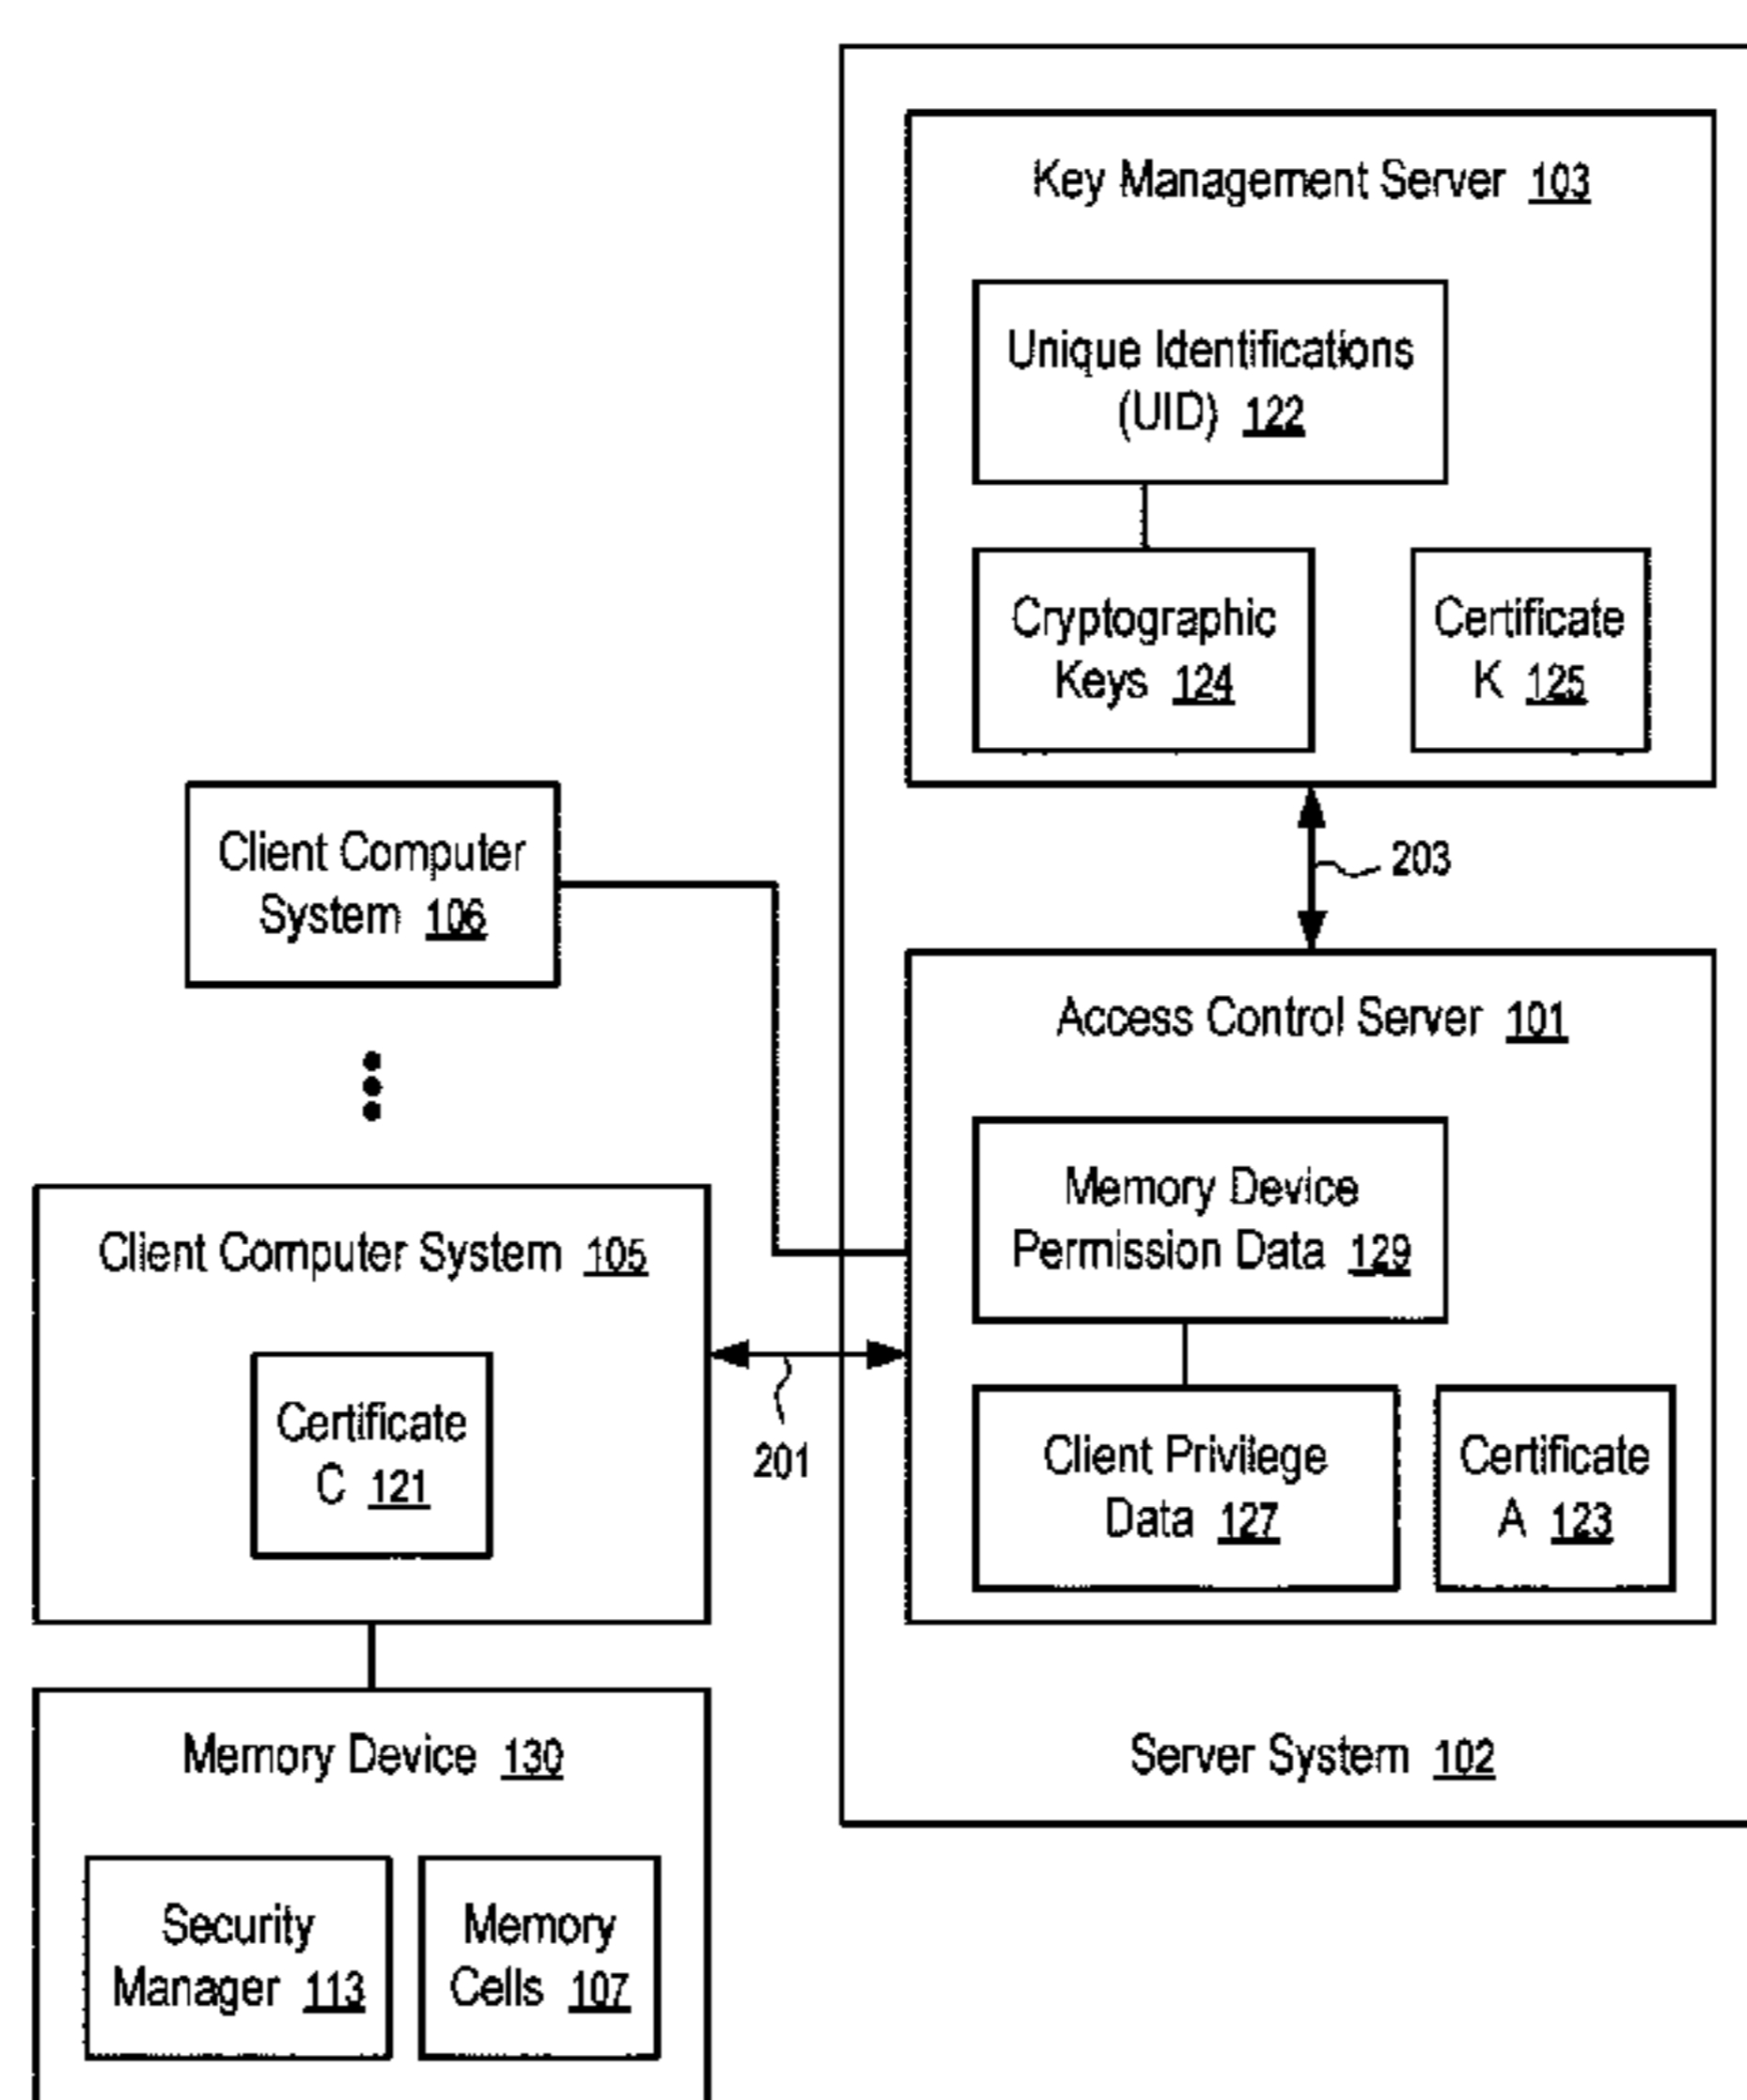 Key Management Server 103
Unique Identifications
(UID) 122
Cryptographic
Keys 124
Certificate
K 125
203
Client Computer
System 106
Access Control Server 101
Memory Device
Permission Data 129
Client Privilege
Data 127
Certificate
A 123
Client Computer System 105
Certificate
C 121
201
Memory Device 130
Security
Manager 113
Memory
Cells 107
Server System 102